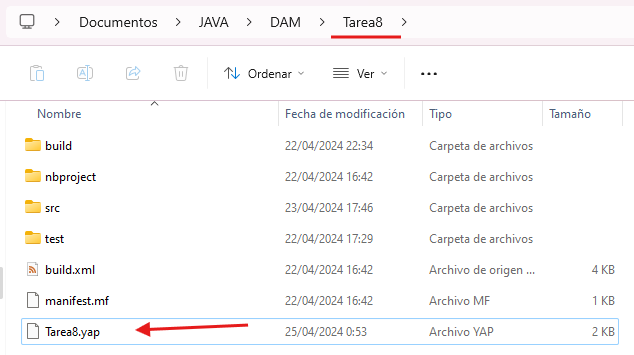 Documentos > JAVA > DAM > Tarea8 >
Ordenar Ver ...
Nombre Fecha de modificación Tipo Tamaño
build 22/04/2024 22:34 Carpeta de archivos
nbproject 22/04/2024 16:42 Carpeta de archivos
src 23/04/2024 17:46 Carpeta de archivos
test 22/04/2024 17:29 Carpeta de archivos
build.xml 22/04/2024 16:42 Archivo de origen ... 4 KB
manifest.mf 22/04/2024 16:42 Archivo MF 1 KB
Tarea8.yap 25/04/2024 0:53 Archivo YAP 2 KB